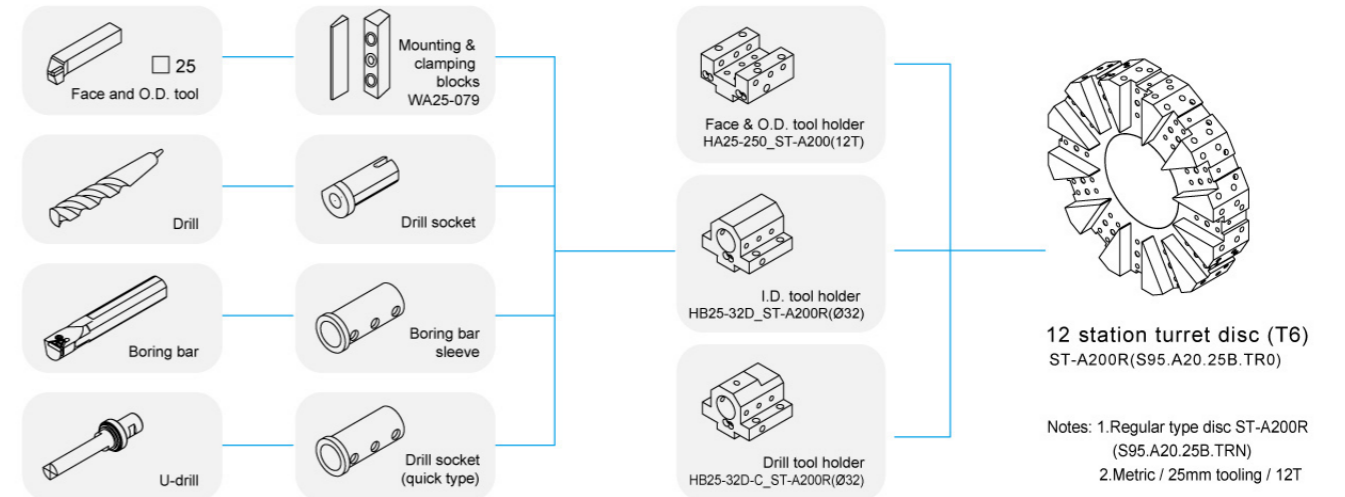 □ 25
Face and O.D. tool
Mounting &
clamping
blocks
WA25-079
Drill
Drill socket
Boring bar
Boring bar
sleeve
U-drill
Drill socket
(quick type)
Face & O.D. tool holder
HA25-250_ST-A200(12T)
I.D. tool holder
HB25-32D_ST-A200R(Ø32)
Drill tool holder
HB25-32D-C_ST-A200R(Ø32)
12 station turret disc (T6)
ST-A200R(S95.A20.25B.TR0)
Notes: 1.Regular type disc ST-A200R
(S95.A20.25B.TRN)
2.Metric / 25mm tooling / 12T